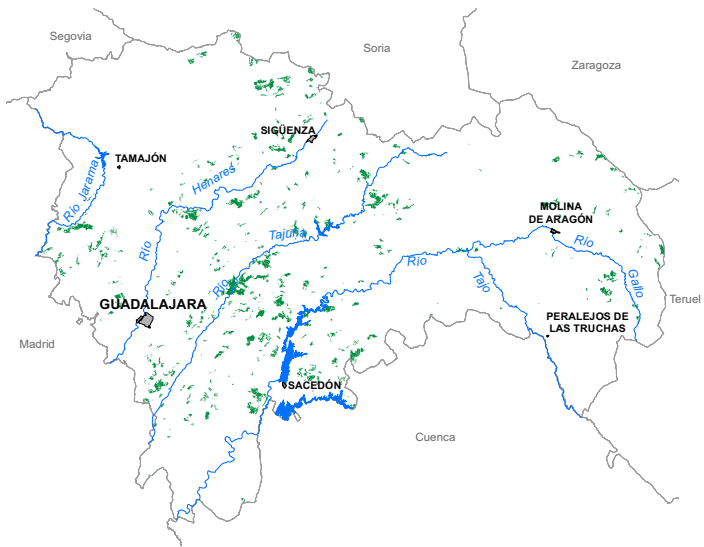 Segovia
Soria
Zaragoza
SIGÜENZA
TAMAJÓN
Río Jarama
Henares
Río
MOLINA
DE ARAGÓN
Tajuña
Río
Río
Río
Gallo
Tajo
GUADALAJARA
Teruel
PERALEJOS DE
LAS TRUCHAS
Madrid
SACEDÓN
Cuenca